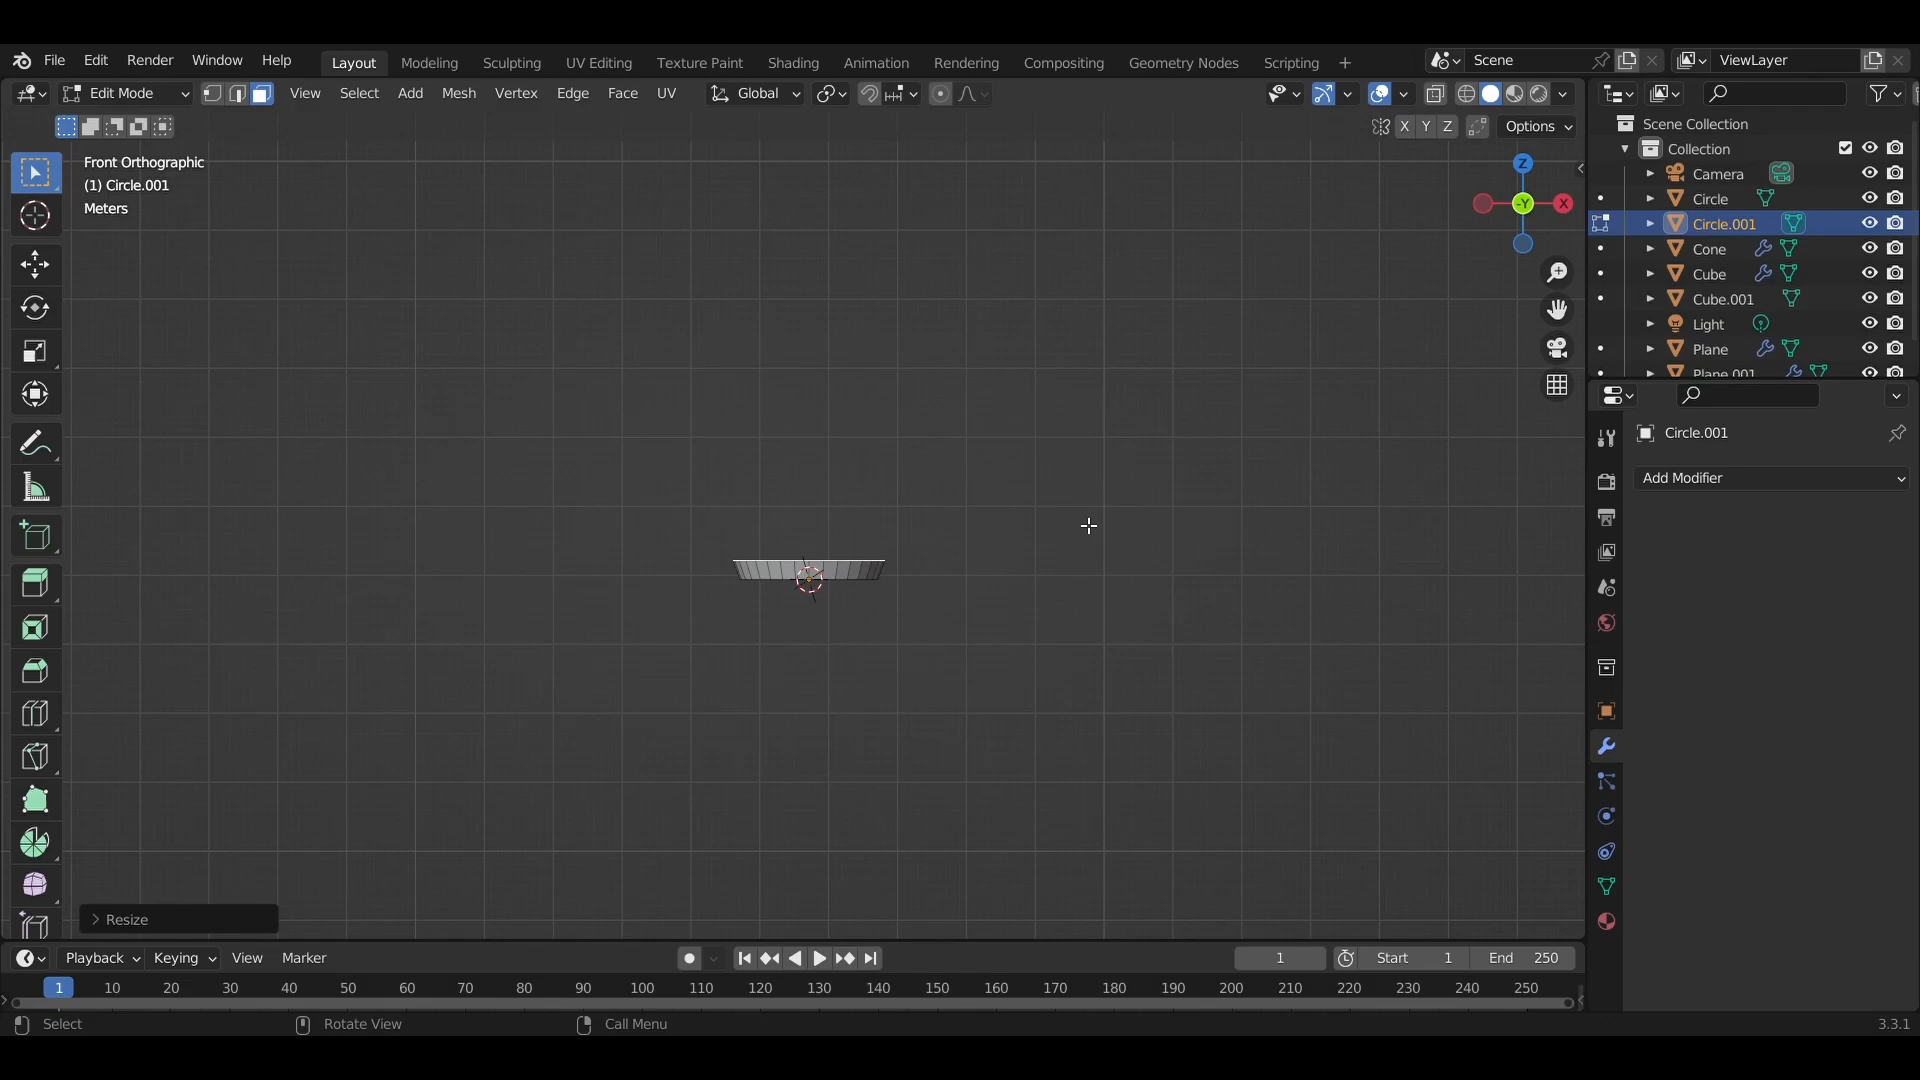 File Edit Render Window Help Layout Modeling Sculpting UV Editing Texture Paint Shading Animation Rendering Compositing Geometry Nodes Scripting + Scene ViewLayer
Edit Mode View Select Add Mesh Vertex Edge Face UV Global
X Y Z Options
Front Orthographic
(1) Circle.001
Meters
Z
-Y
X
Scene Collection
Collection
Camera
Circle
Circle.001
Cone
Cube
Cube.001
Light
Plane
Plane.001
Circle.001
Add Modifier
Resize
Playback Keying View Marker 1 Start 1 End 250
1 10 20 30 40 50 60 70 80 90 100 110 120 130 140 150 160 170 180 190 200 210 220 230 240 250
Select Rotate View Call Menu 3.3.1